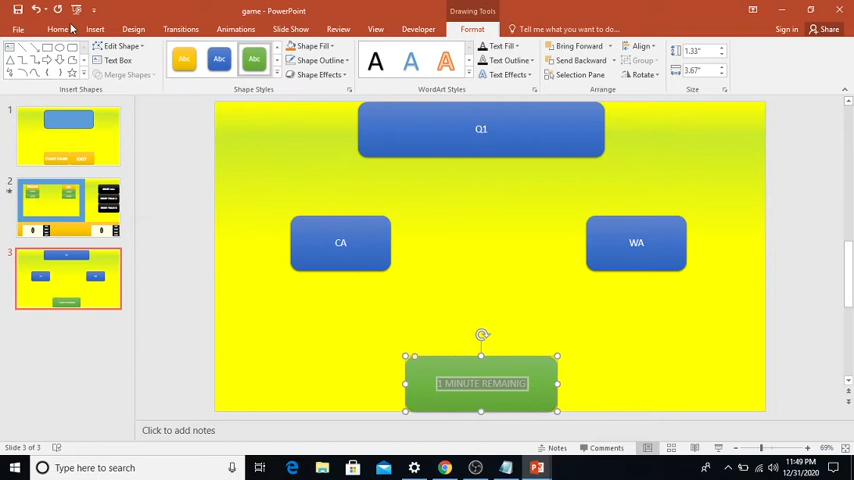 game - PowerPoint
Drawing Tools
Sign in
Share
File
Home
Insert
Design
Transitions
Animations
Slide Show
Review
View
Developer
Format
Tell me what you want to do...
Edit Shape
Text Box
Merge Shapes
Insert Shapes
Abc
Abc
Abc
Shape Fill
Shape Outline
Shape Effects
Shape Styles
A
A
A
Text Fill
Text Outline
Text Effects
WordArt Styles
Bring Forward
Send Backward
Selection Pane
Align
Group
Rotate
Arrange
1.33"
3.67"
Size
1
2
0
0
3
Q1
CA
WA
1 MINUTE REMAINIG
Click to add notes
Slide 3 of 3
Notes
Comments
69%
Type here to search
11:49 PM
12/31/2020